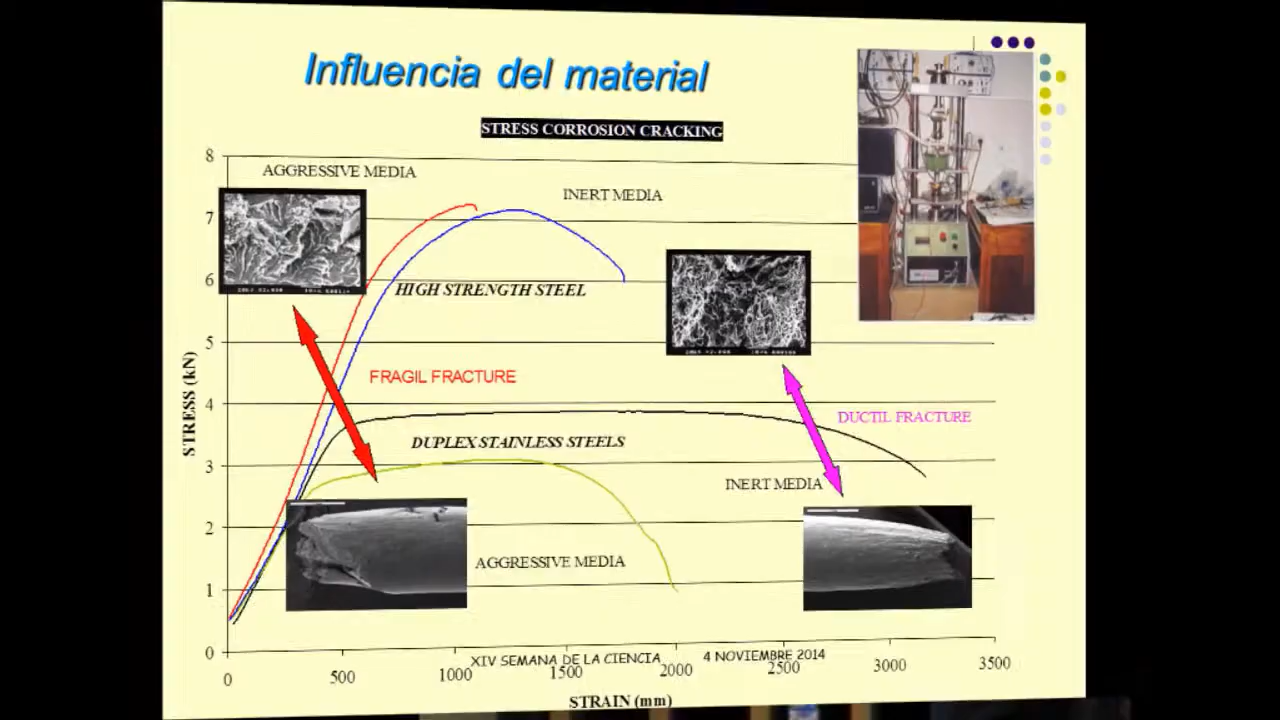 Influencia del material
STRESS CORROSION CRACKING
8
AGGRESSIVE MEDIA
INERT MEDIA
7
6
HIGH STRENGTH STEEL
5
FRAGIL FRACTURE
4
DUCTIL FRACTURE
DUPLEX STAINLESS STEELS
3
INERT MEDIA
2
AGGRESSIVE MEDIA
1
0
STRESS (kN)
XIV SEMANA DE LA CIENCIA
4 NOVIEMBRE 2014
0
500
1000
1500
2000
2500
3000
3500
STRAIN (mm)